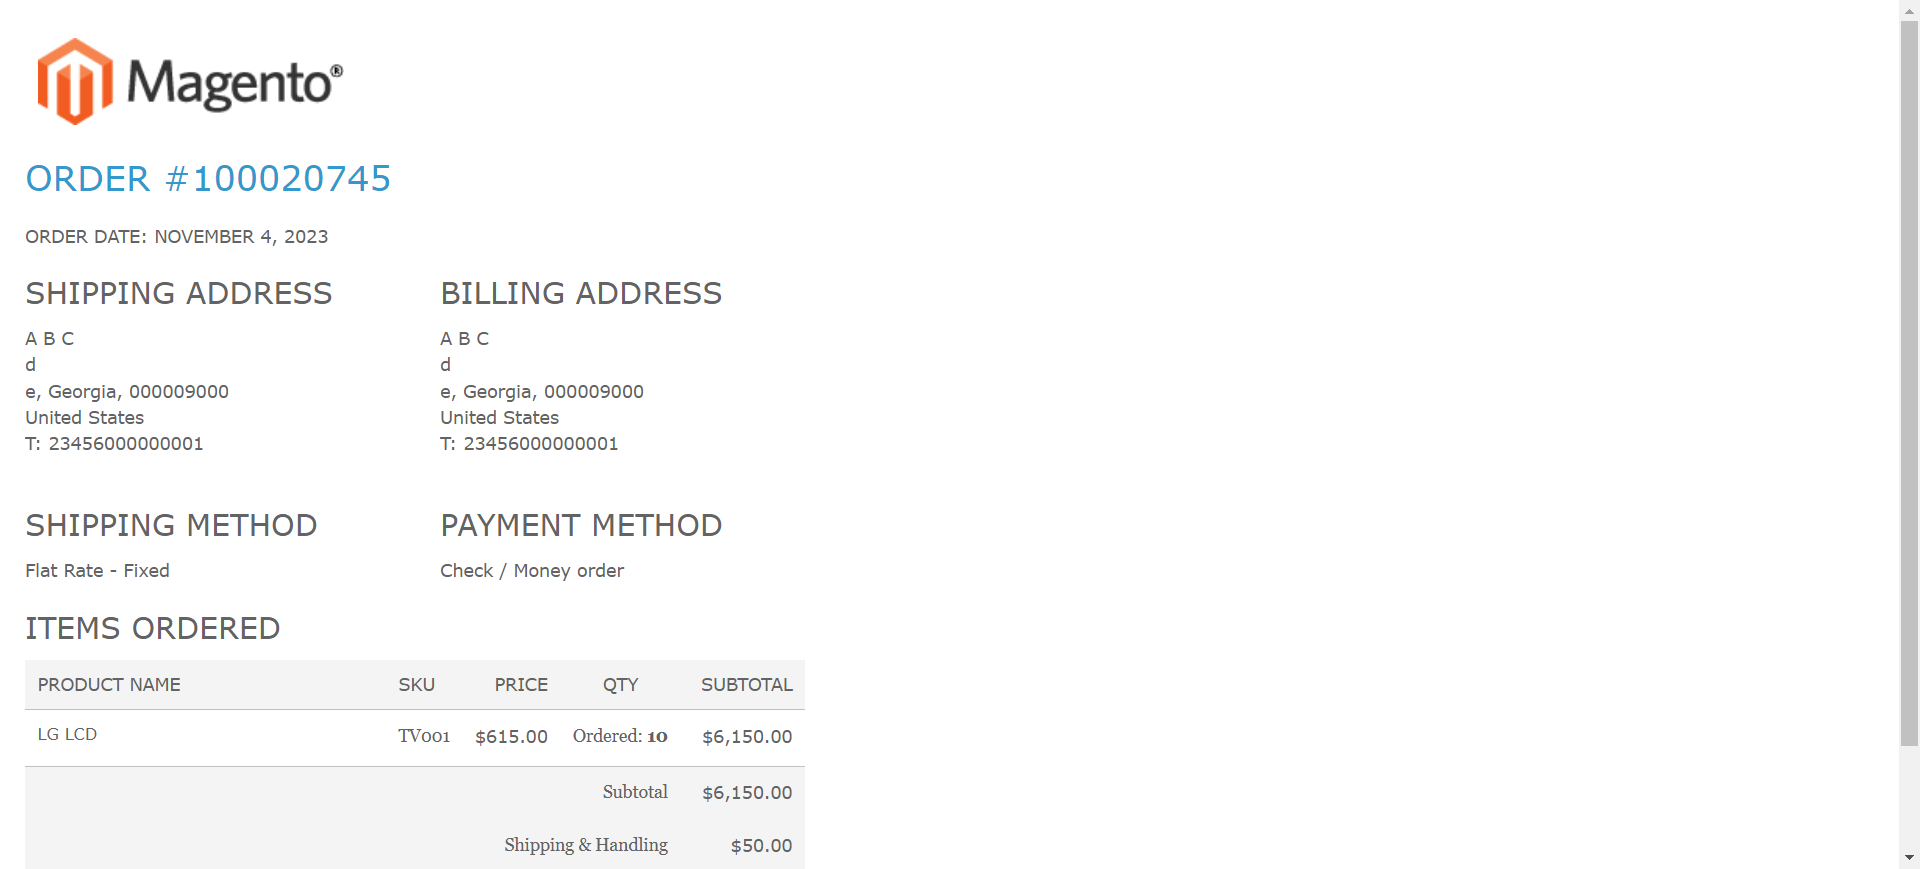 Magento®
ORDER #100020745
ORDER DATE: NOVEMBER 4, 2023
SHIPPING ADDRESS
A B C
d
e, Georgia, 000009000
United States
T: 23456000000001
BILLING ADDRESS
A B C
d
e, Georgia, 000009000
United States
T: 23456000000001
SHIPPING METHOD
Flat Rate - Fixed
PAYMENT METHOD
Check / Money order
ITEMS ORDERED
PRODUCT NAME SKU PRICE QTY SUBTOTAL
LG LCD TV001 $615.00 Ordered: 10 $6,150.00
Subtotal $6,150.00
Shipping & Handling $50.00